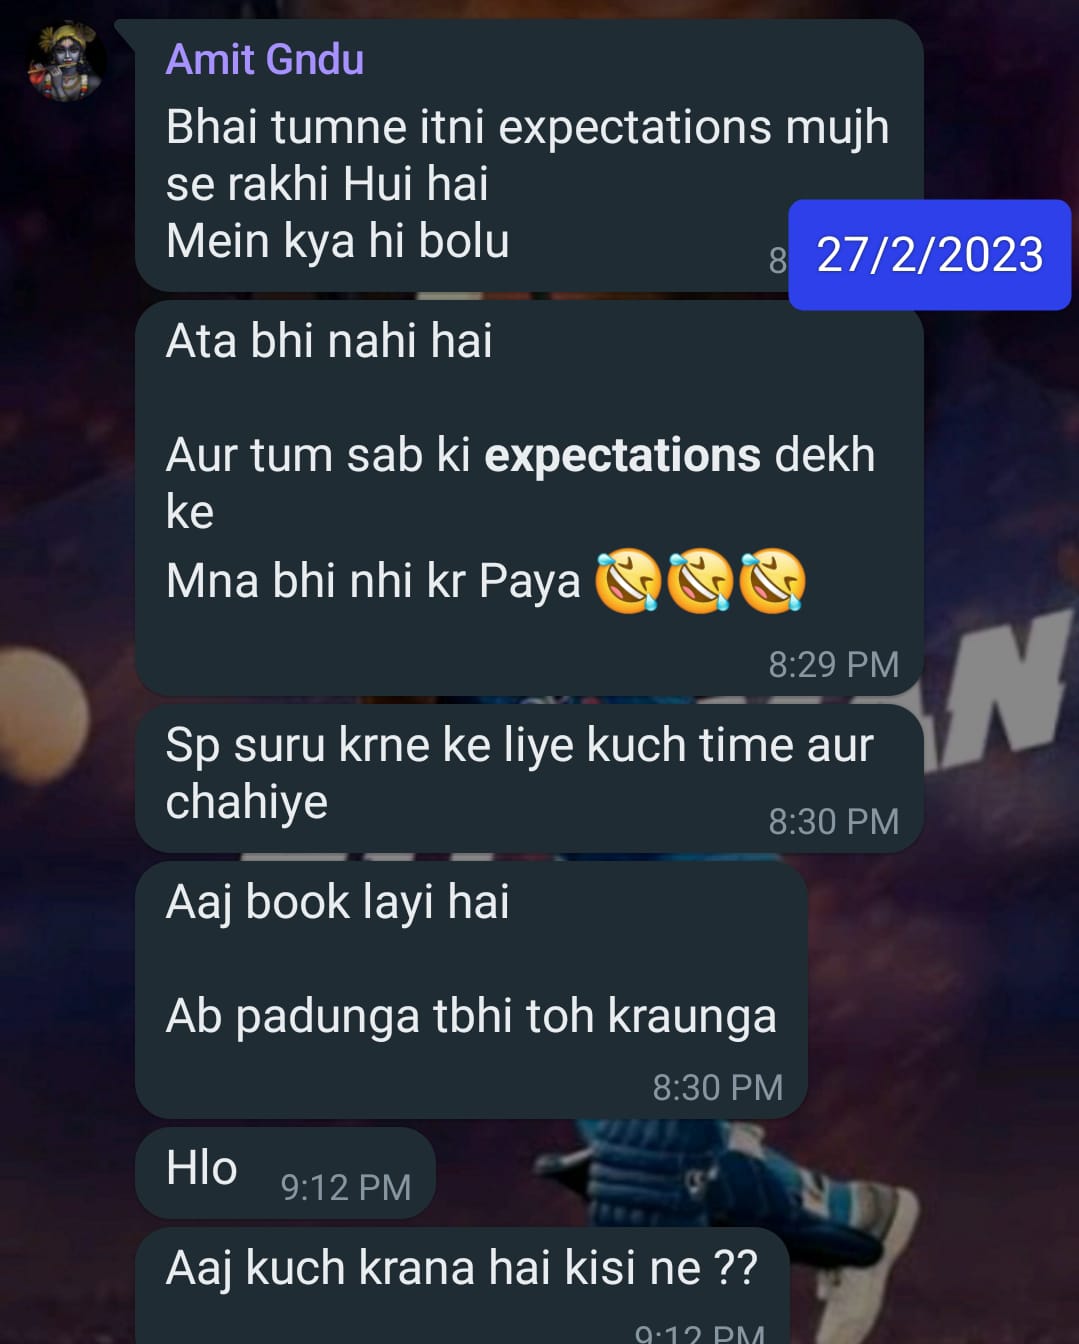 Amit Gndu
Bhai tumne itni expectations mujh
se rakhi Hui hai
Mein kya hi bolu
8
27/2/2023
Ata bhi nahi hai
Aur tum sab ki expectations dekh
ke
Mna bhi nhi kr Paya 🤣🤣🤣
8:29 PM
Sp suru krne ke liye kuch time aur
chahiye
8:30 PM
Aaj book layi hai
Ab padunga tbhi toh kraunga
8:30 PM
Hlo
9:12 PM
Aaj kuch krana hai kisi ne ??
9:12 PM